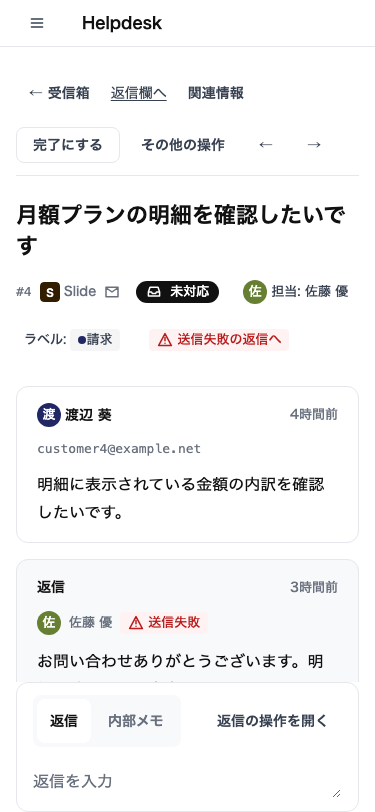 Helpdesk
← 受信箱 返信欄へ 関連情報
完了にする その他の操作 ← →
月額プランの明細を確認したいで
す
#4 S Slide 未対応 佐 担当: 佐藤 優
ラベル: 請求 送信失敗の返信へ
渡 渡辺 葵 4時間前
customer4@example.net
明細に表示されている金額の内訳を確認
したいです。
返信 3時間前
佐 佐藤 優 送信失敗
お問い合わせありがとうございます。明
返信 内部メモ 返信の操作を開く
返信を入力